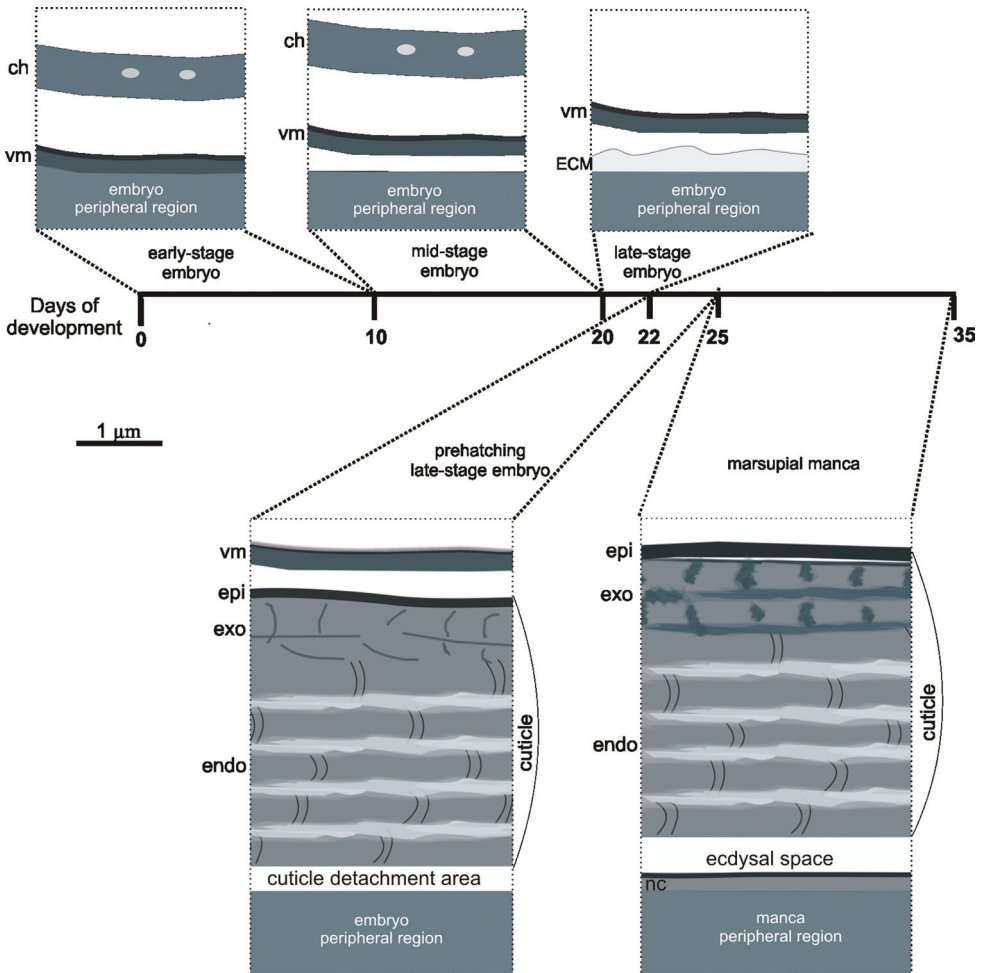 ch
vm
embryo
peripheral region
ch
vm
embryo
peripheral region
vm
ECM
embryo
peripheral region
early-stage
embryo
mid-stage
embryo
late-stage
embryo
Days of
development
0
10
20
22
25
35
1 µm
prehatching
late-stage embryo
marsupial manca
vm
epi
exo
endo
cuticle
cuticle detachment area
embryo
peripheral region
epi
exo
endo
cuticle
ecdysal space
nc
manca
peripheral region